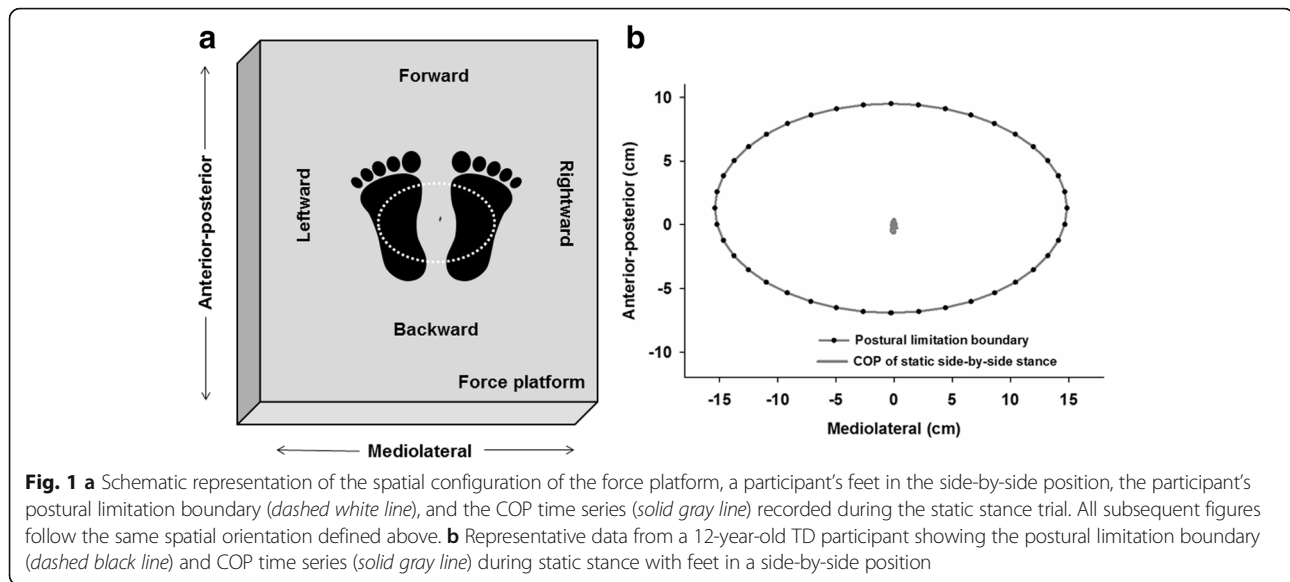 a
Forward
Anterior-posterior
Leftward
Rightward
Backward
Force platform
Mediolateral
b
Anterior-posterior (cm)
10
5
0
-5
-10
Postural limitation boundary
COP of static side-by-side stance
-15 -10 -5 0 5 10 15
Mediolateral (cm)
Fig. 1 a Schematic representation of the spatial configuration of the force platform, a participant's feet in the side-by-side position, the participant's
postural limitation boundary (dashed white line), and the COP time series (solid gray line) recorded during the static stance trial. All subsequent figures
follow the same spatial orientation defined above. b Representative data from a 12-year-old TD participant showing the postural limitation boundary
(dashed black line) and COP time series (solid gray line) during static stance with feet in a side-by-side position